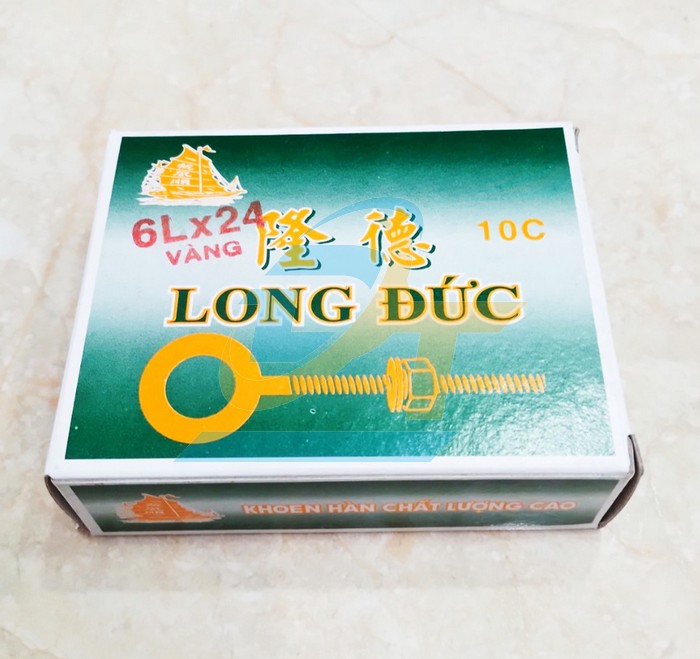 6Lx24
VÀNG
隆德
10C
LONG ĐỨC
KHOEN HÀN CHẤT LƯỢNG CAO